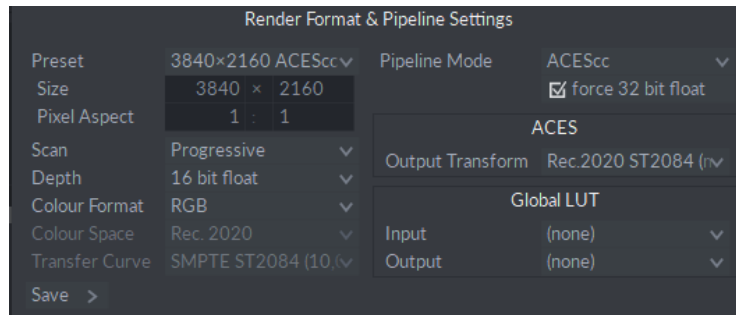 Render Format & Pipeline Settings
Preset 3840×2160 ACEScc
Size 3840 × 2160
Pixel Aspect 1 : 1
Scan Progressive
Depth 16 bit float
Colour Format RGB
Colour Space Rec. 2020
Transfer Curve SMPTE ST2084 (10,
Save >
Pipeline Mode ACEScc
force 32 bit float
ACES
Output Transform Rec.2020 ST2084 (
Global LUT
Input (none)
Output (none)